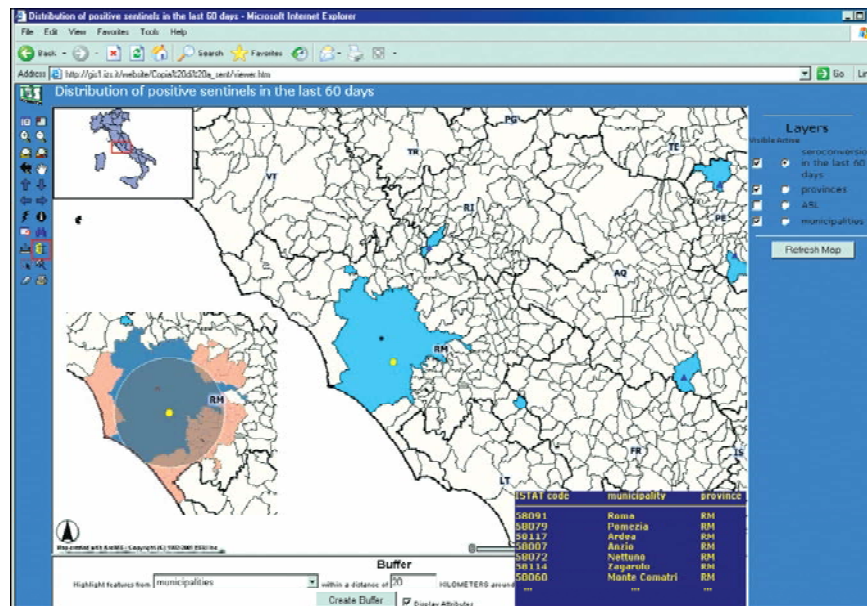 Distribution of positive sentinels in the last 60 days - Microsoft Internet Explorer
File Edit View Favorites Tools Help
Back Search Favorites
Address http://gis1.izs.it/website/Copia%20di%20a_sent/viewer.htm Go
Distribution of positive sentinels in the last 60 days
Layers
Visible Active
seroconversion
in the last 60
days
provinces
ASL
municipalities
Refresh Map
PG
TR
TE
VT
RI
PE
AQ
RM
RM
FR
IS
LT
ISTAT code municipality province
58091 Roma RM
58079 Pomezia RM
58117 Ardea RM
58007 Anzio RM
58072 Nettuno RM
58114 Zagarolo RM
58060 Monte Comatri RM
... ... ...
Buffer
Highlight features from municipalities within a distance of 20 KILOMETERS around
Create Buffer Display Attributes